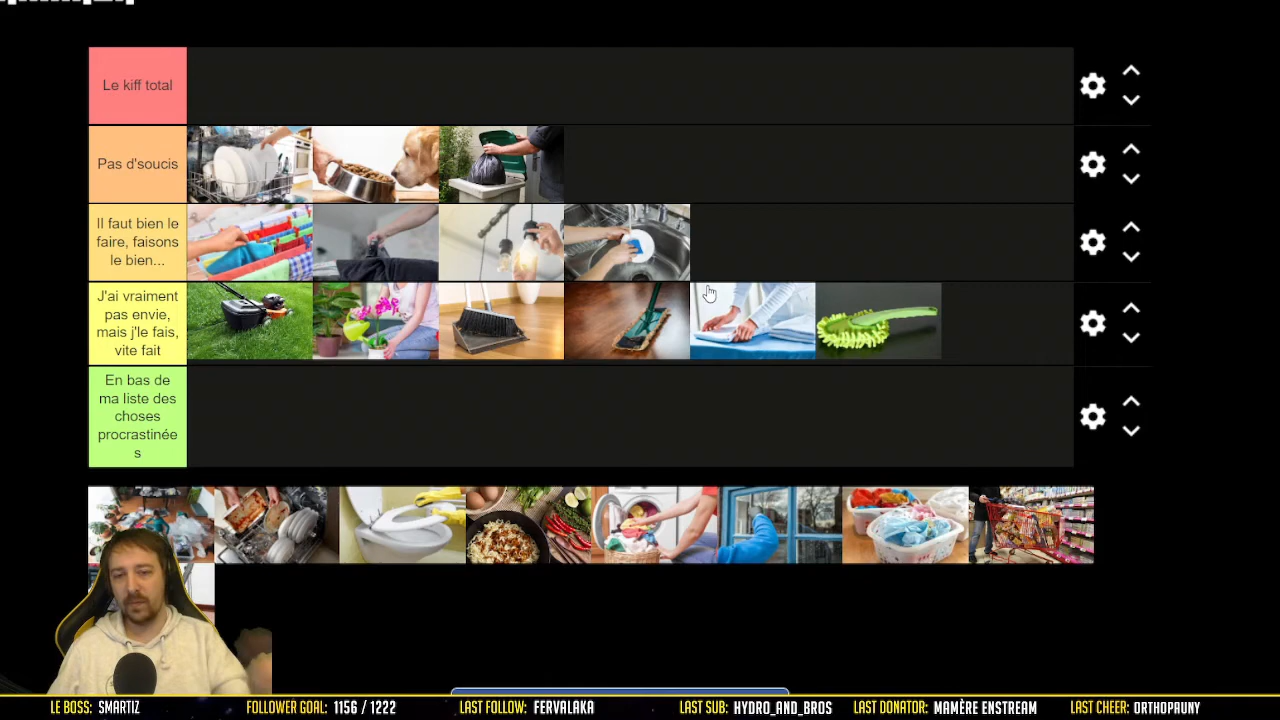 Le kiff total
Pas d'soucis
Il faut bien le
faire, faisons
le bien...
J'ai vraiment
pas envie,
mais j'le fais,
vite fait
En bas de
ma liste des
choses
procrastinée
s
LE BOSS: SMARTIZ FOLLOWER GOAL: 1156 / 1222 LAST FOLLOW: FERVALAKA LAST SUB: HYDRO_AND_BROS LAST DONATOR: MAMÈRE ENSTREAM LAST CHEER: ORTHOPAUNY